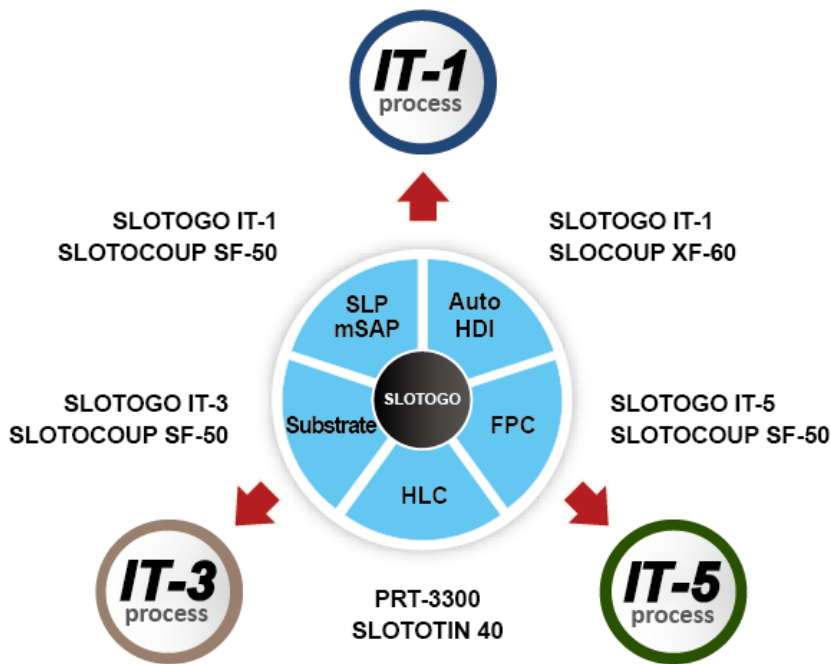 IT-1
process
SLOTOGO IT-1
SLOTOCOUP SF-50
SLOTOGO IT-1
SLOCOUP XF-60
SLP
mSAP
Auto
HDI
SLOTOGO
Substrate
FPC
HLC
SLOTOGO IT-3
SLOTOCOUP SF-50
SLOTOGO IT-5
SLOTOCOUP SF-50
IT-3
process
PRT-3300
SLOTOTIN 40
IT-5
process